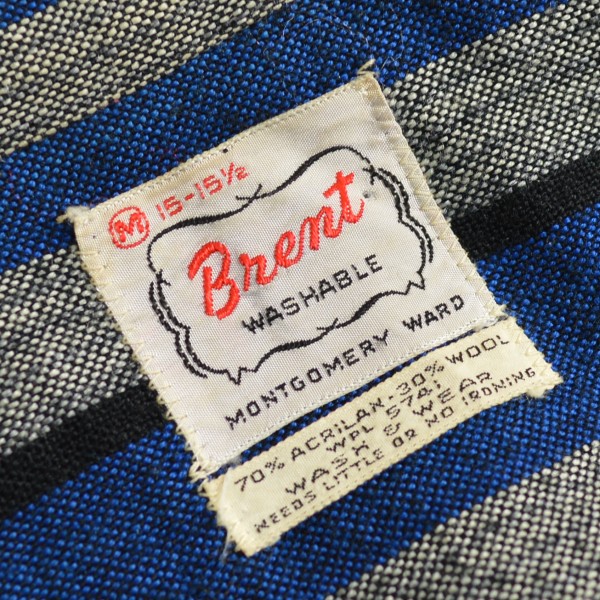 M 15-15½
Brent
WASHABLE
MONTGOMERY WARD
70% ACRILAN-30% WOOL
WPL 5741
WASH & WEAR
NEEDS LITTLE OR NO IRONING